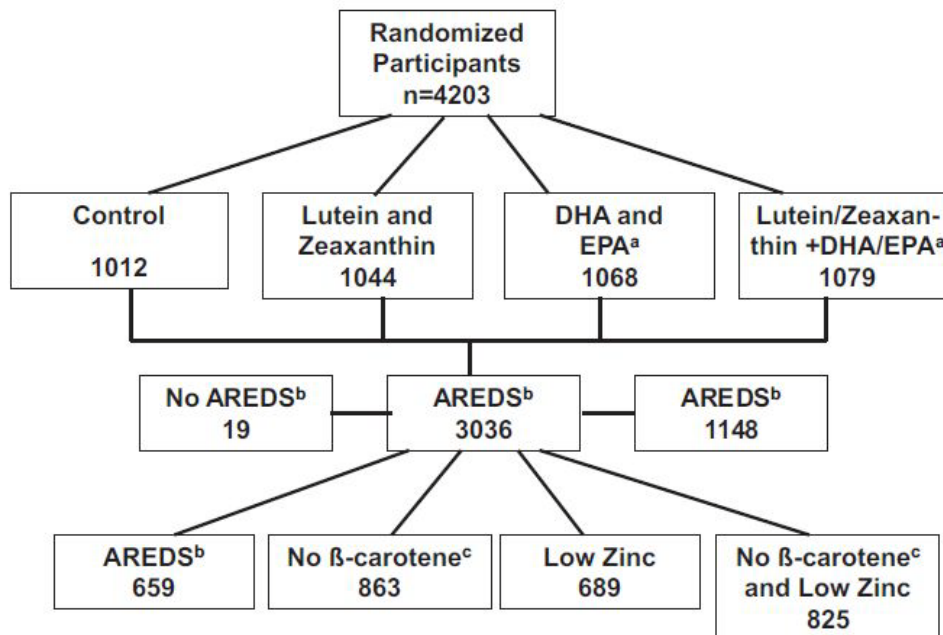 Randomized
Participants
n=4203
Control
1012
Lutein and
Zeaxanthin
1044
DHA and
EPAᵃ
1068
Lutein/Zeaxan-
thin +DHA/EPAᵃ
1079
No AREDSᵇ
19
AREDSᵇ
3036
AREDSᵇ
1148
AREDSᵇ
659
No ß-caroteneᶜ
863
Low Zinc
689
No ß-caroteneᶜ
and Low Zinc
825